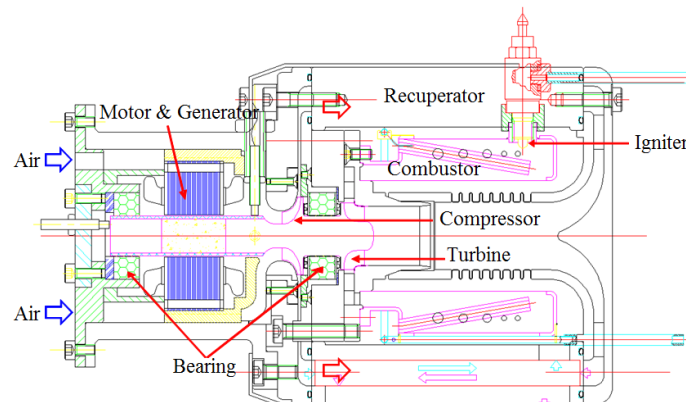 Recuperator
Motor & Generator
Igniter
Air
Combustor
Compressor
Turbine
Air
Bearing